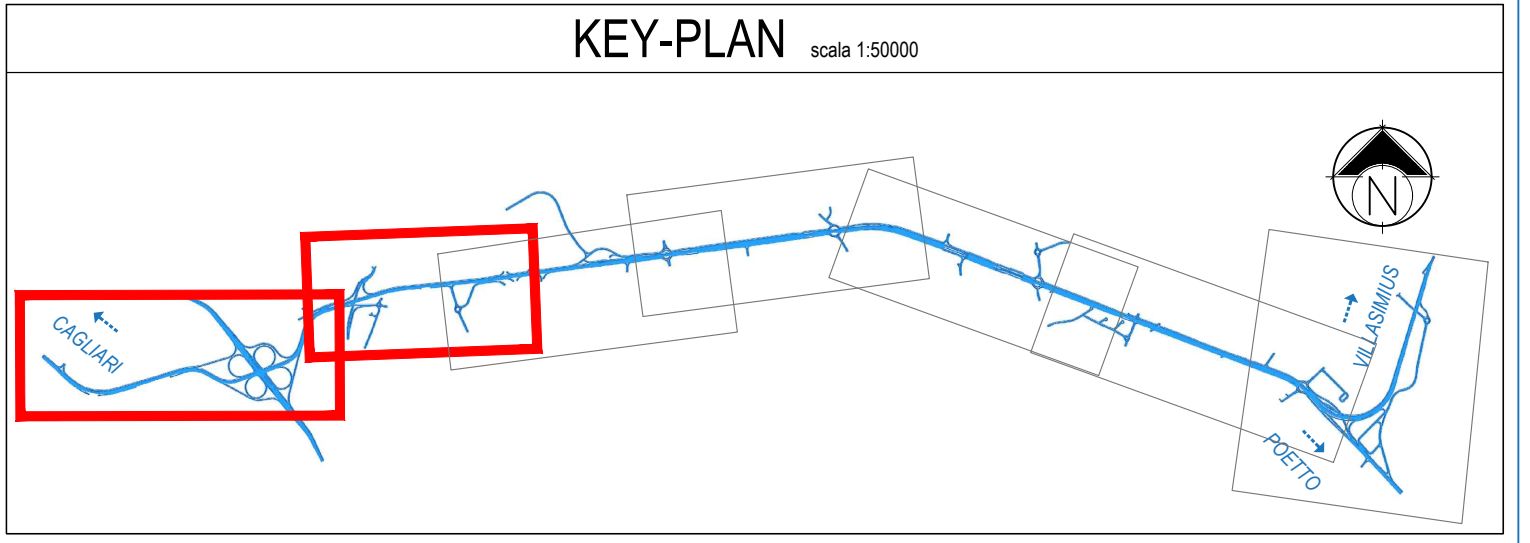 KEY-PLAN scala 1:50000
N
CAGLIARI
VILLASIMIUS
POETTO